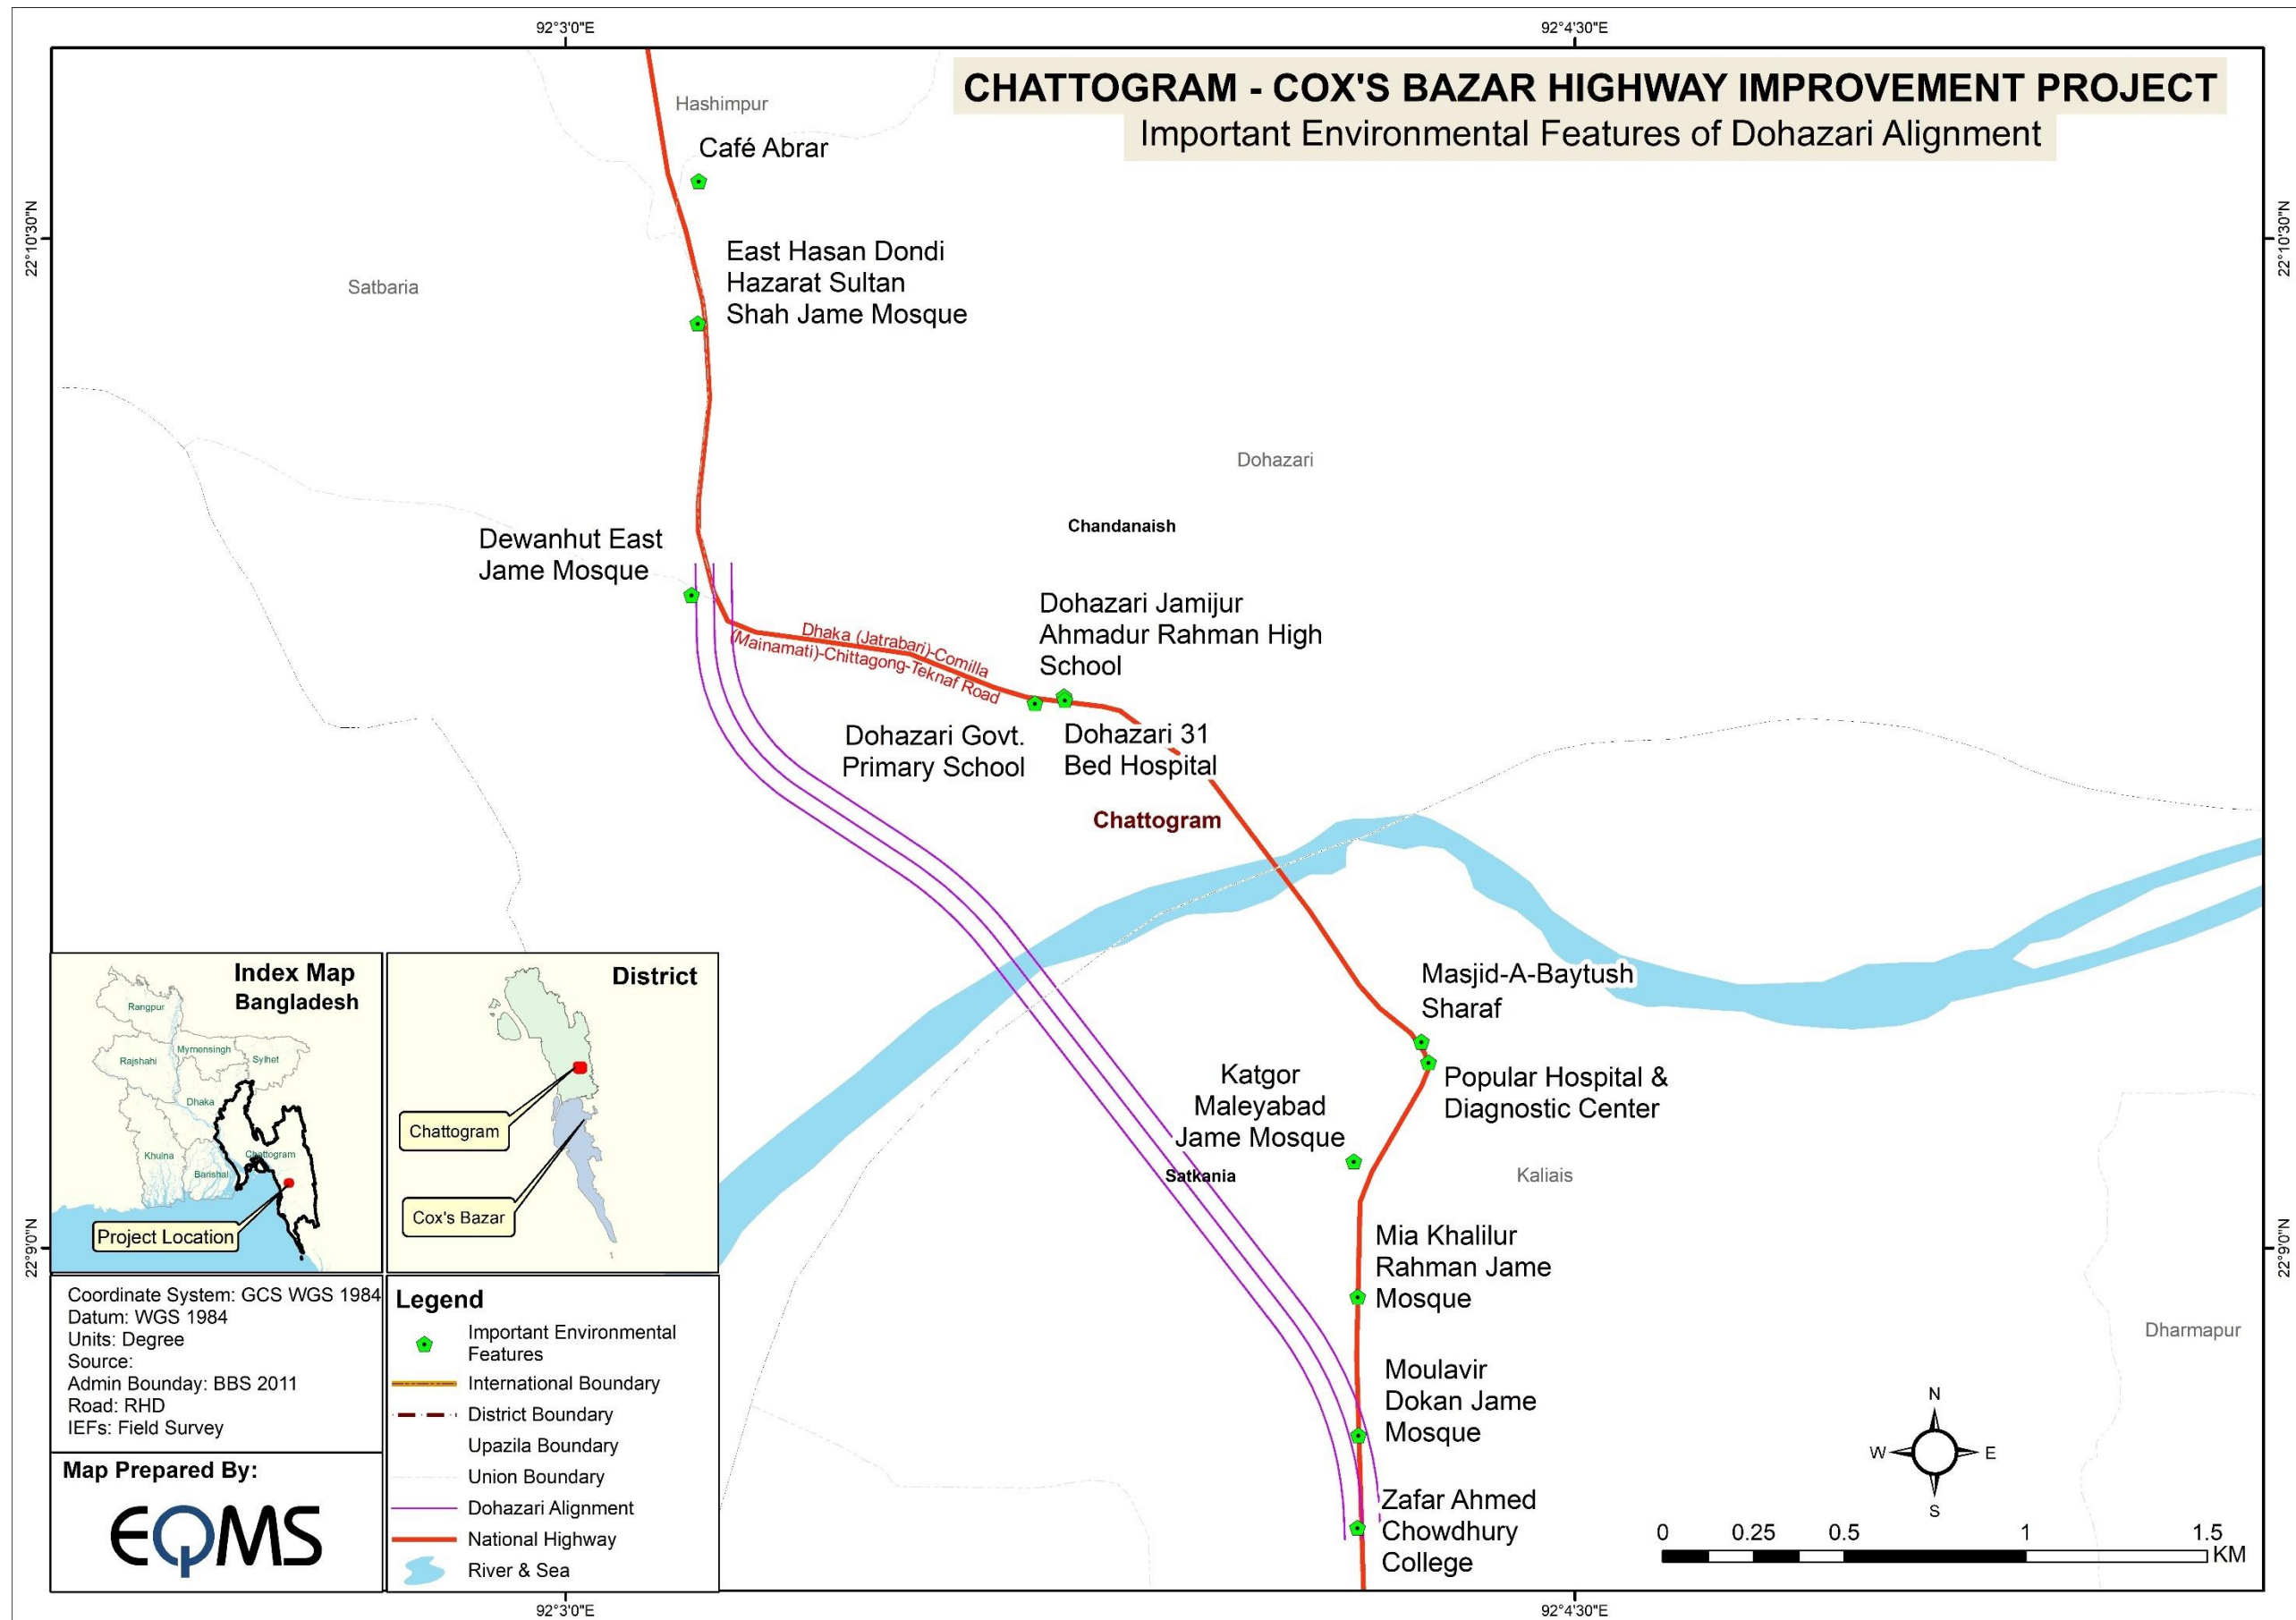 92°3'0"E
92°4'30"E
CHATTOGRAM - COX'S BAZAR HIGHWAY IMPROVEMENT PROJECT
Important Environmental Features of Dohazari Alignment
Hashimpur
Café Abrar
22°10'30"N
22°10'30"N
East Hasan Dondi
Hazarat Sultan
Shah Jame Mosque
Satbaria
Dohazari
Chandanaish
Dewanhut East
Jame Mosque
Dohazari Jamijur
Ahmadur Rahman High
School
Dhaka (Jatrabari)-Comilla
(Mainamati)-Chittagong-Teknaf Road
Dohazari Govt.
Primary School
Dohazari 31
Bed Hospital
Chattogram
Masjid-A-Baytush
Sharaf
Popular Hospital &
Diagnostic Center
Katgor
Maleyabad
Jame Mosque
Satkania
Kaliais
Mia Khalilur
Rahman Jame
Mosque
Moulavir
Dokan Jame
Mosque
Zafar Ahmed
Chowdhury
College
Dharmapur
22°9'0"N
22°9'0"N
Index Map
Bangladesh
Rangpur
Mymensingh
Sylhet
Rajshahi
Dhaka
Khulna
Barishal
Chattogram
Project Location
District
Chattogram
Cox's Bazar
Coordinate System: GCS WGS 1984
Datum: WGS 1984
Units: Degree
Source:
Admin Bounday: BBS 2011
Road: RHD
IEFs: Field Survey
Map Prepared By:
EQMS
Legend
Important Environmental
Features
International Boundary
District Boundary
Upazila Boundary
Union Boundary
Dohazari Alignment
National Highway
River & Sea
N
W
E
S
0 0.25 0.5 1 1.5
KM
92°3'0"E
92°4'30"E